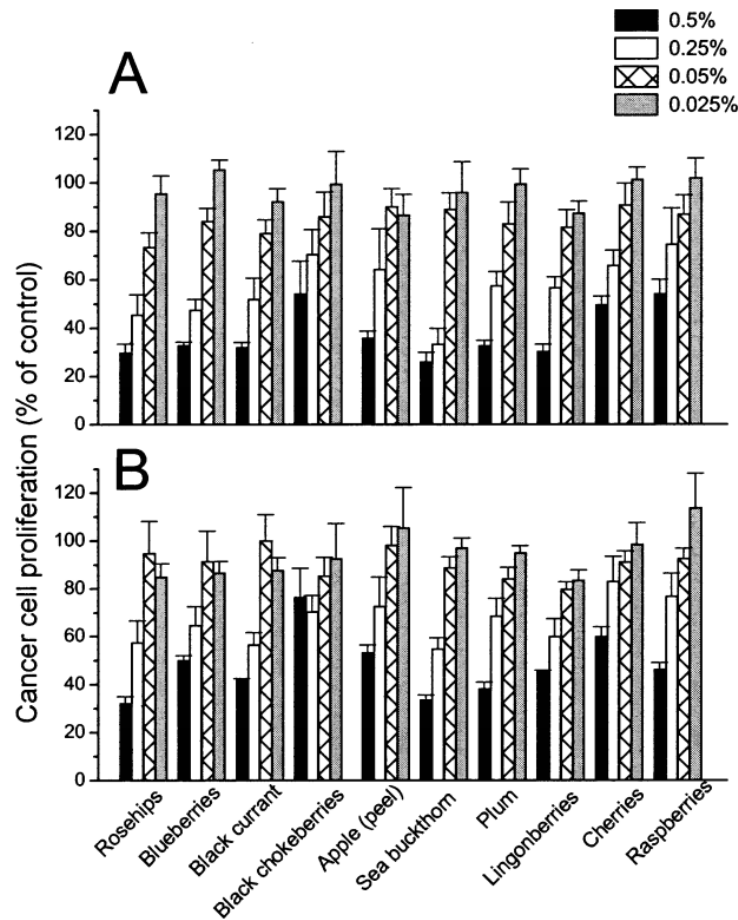 0.5%
0.25%
0.05%
0.025%
A
120
100
80
60
40
20
0
B
120
100
80
60
40
20
0
Cancer cell proliferation (% of control)
Rosehips
Blueberries
Black currant
Black chokeberries
Apple (peel)
Sea buckthorn
Plum
Lingonberries
Cherries
Raspberries